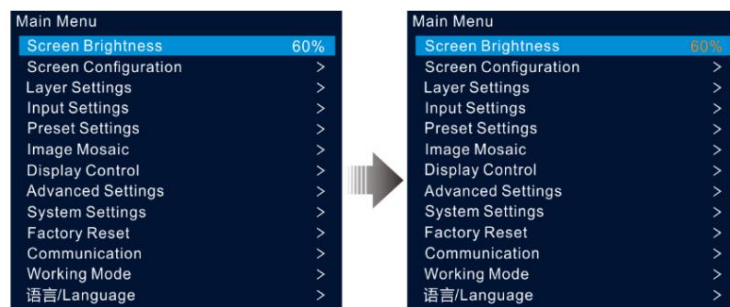 Main Menu
Screen Brightness 60%
Screen Configuration >
Layer Settings >
Input Settings >
Preset Settings >
Image Mosaic >
Display Control >
Advanced Settings >
System Settings >
Factory Reset >
Communication >
Working Mode >
语言/Language >
Main Menu
Screen Brightness 60%
Screen Configuration >
Layer Settings >
Input Settings >
Preset Settings >
Image Mosaic >
Display Control >
Advanced Settings >
System Settings >
Factory Reset >
Communication >
Working Mode >
语言/Language >